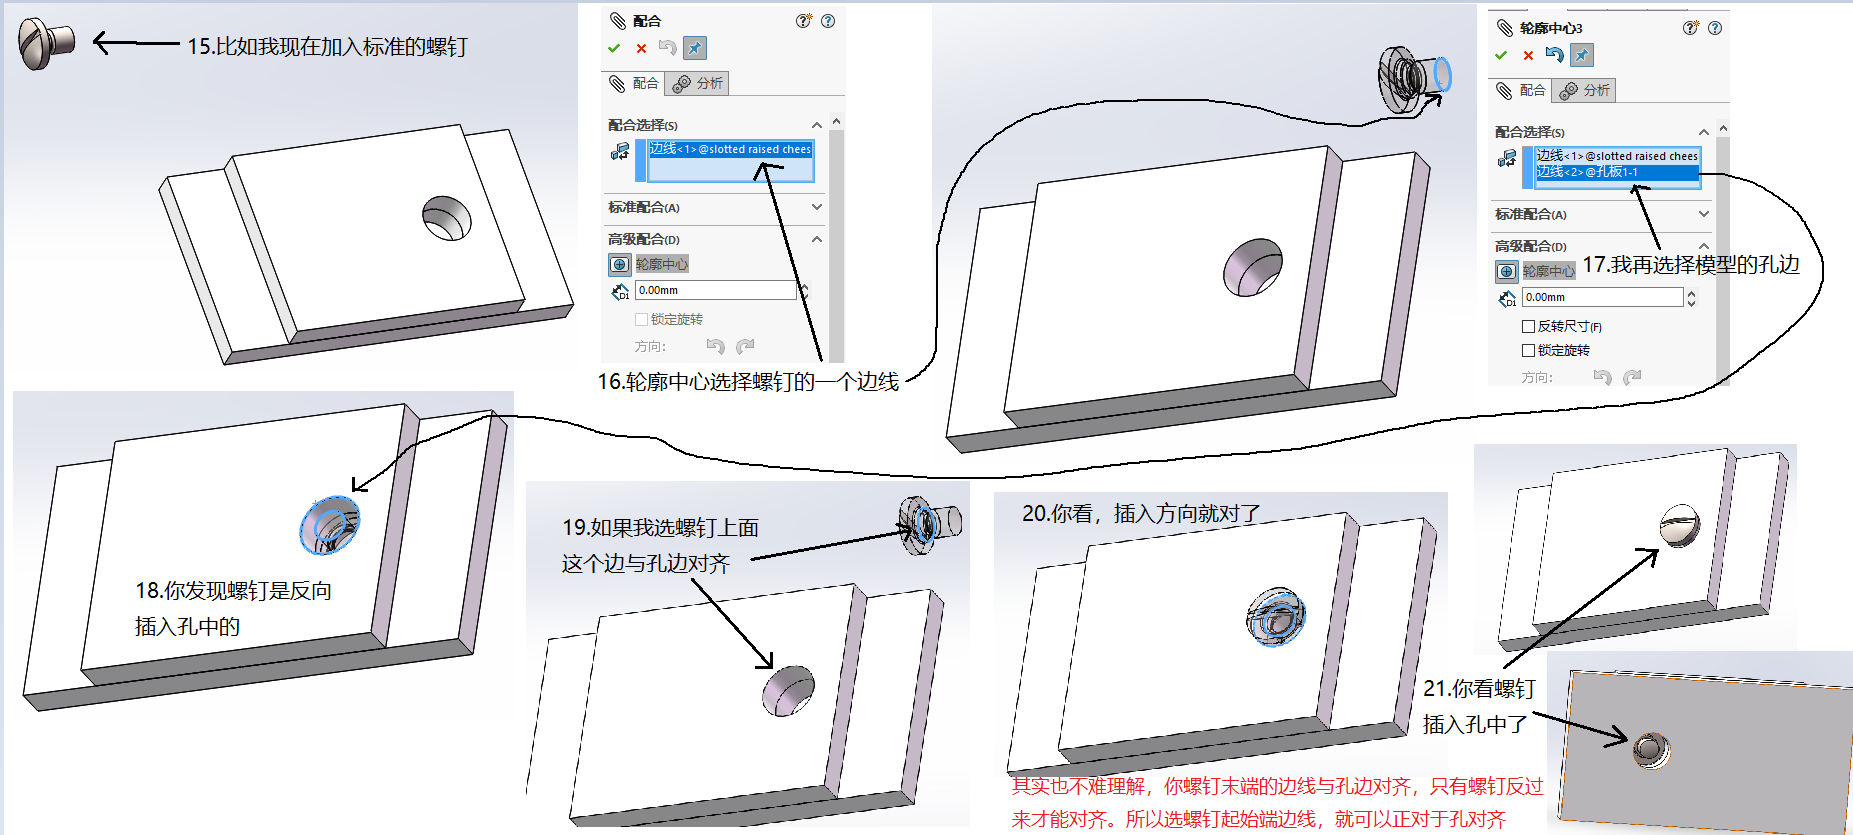 15.比如我现在加入标准的螺钉
配合
配合
分析
配合选择(S)
边线<1>@slotted raised chees
标准配合(A)
高级配合(D)
轮廓中心
D1
0.00mm
锁定旋转
方向:
16.轮廓中心选择螺钉的一个边线
轮廓中心3
配合
分析
配合选择(S)
边线<1>@slotted raised chees
边线<2>@孔板1-1
标准配合(A)
高级配合(D)
轮廓中心
17.我再选择模型的孔边
D1
0.00mm
反转尺寸(F)
锁定旋转
方向:
18.你发现螺钉是反向
插入孔中的
19.如果我选螺钉上面
这个边与孔边对齐
20.你看，插入方向就对了
21.你看螺钉
插入孔中了
其实也不难理解，你螺钉末端的边线与孔边对齐，只有螺钉反过
来才能对齐。所以选螺钉起始端边线，就可以正对于孔对齐